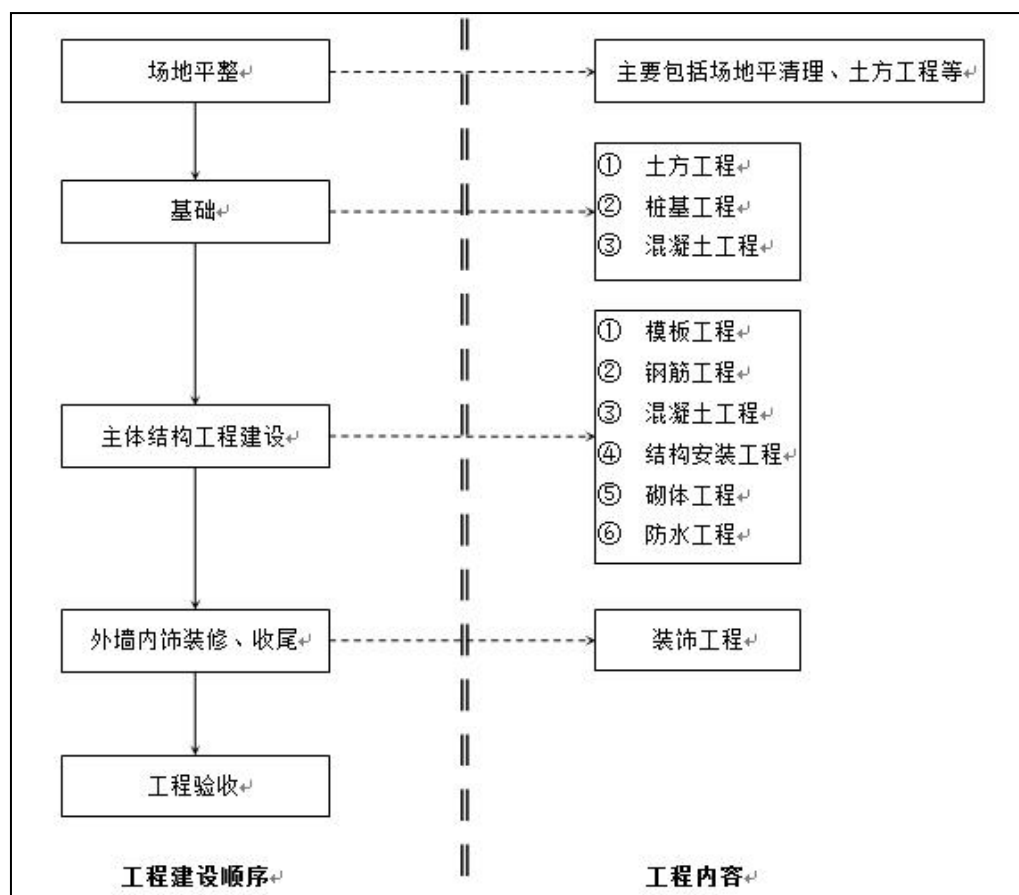 场地平整
主要包括场地平清理、土方工程等
① 土方工程
基础
② 桩基工程
③ 混凝土工程
① 模板工程
② 钢筋工程
③ 混凝土工程
主体结构工程建设
④ 结构安装工程
⑤ 砌体工程
⑥ 防水工程
外墙内饰装修、收尾
装饰工程
工程验收
工程建设顺序
工程内容